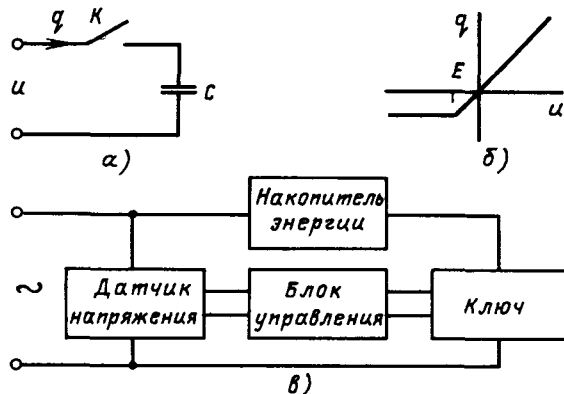 q K
u
C
а)
q
E
u
б)
Накопитель
энергии
~
Датчик
напряжения
Блок
управления
Ключ
в)